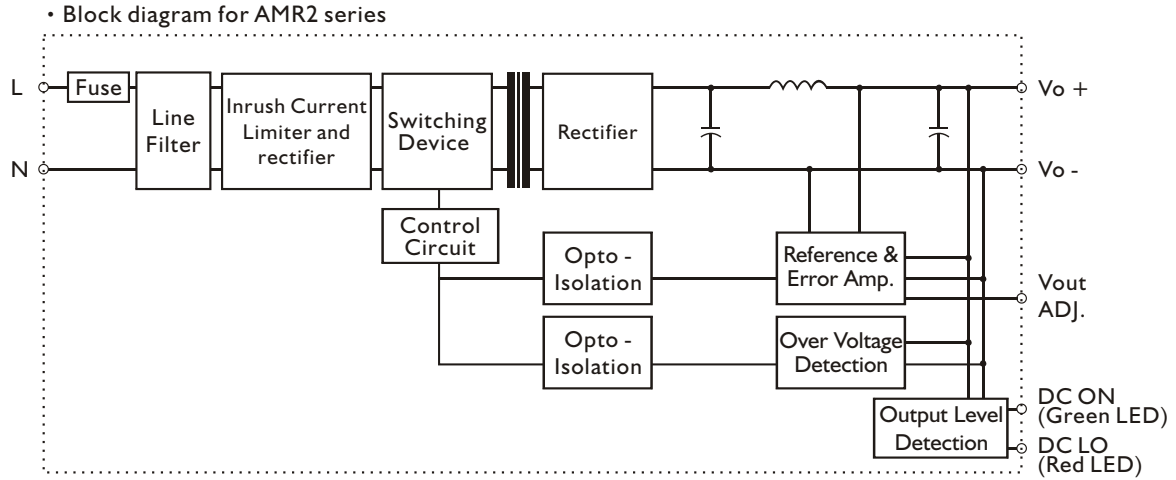 ・Block diagram for AMR2 series
L
Fuse
Line
Filter
Inrush Current
Limiter and
rectifier
Switching
Device
Rectifier
Vo +
N
Vo -
Control
Circuit
Opto -
Isolation
Reference &
Error Amp.
Vout
ADJ.
Opto -
Isolation
Over Voltage
Detection
Output Level
Detection
DC ON
(Green LED)
DC LO
(Red LED)